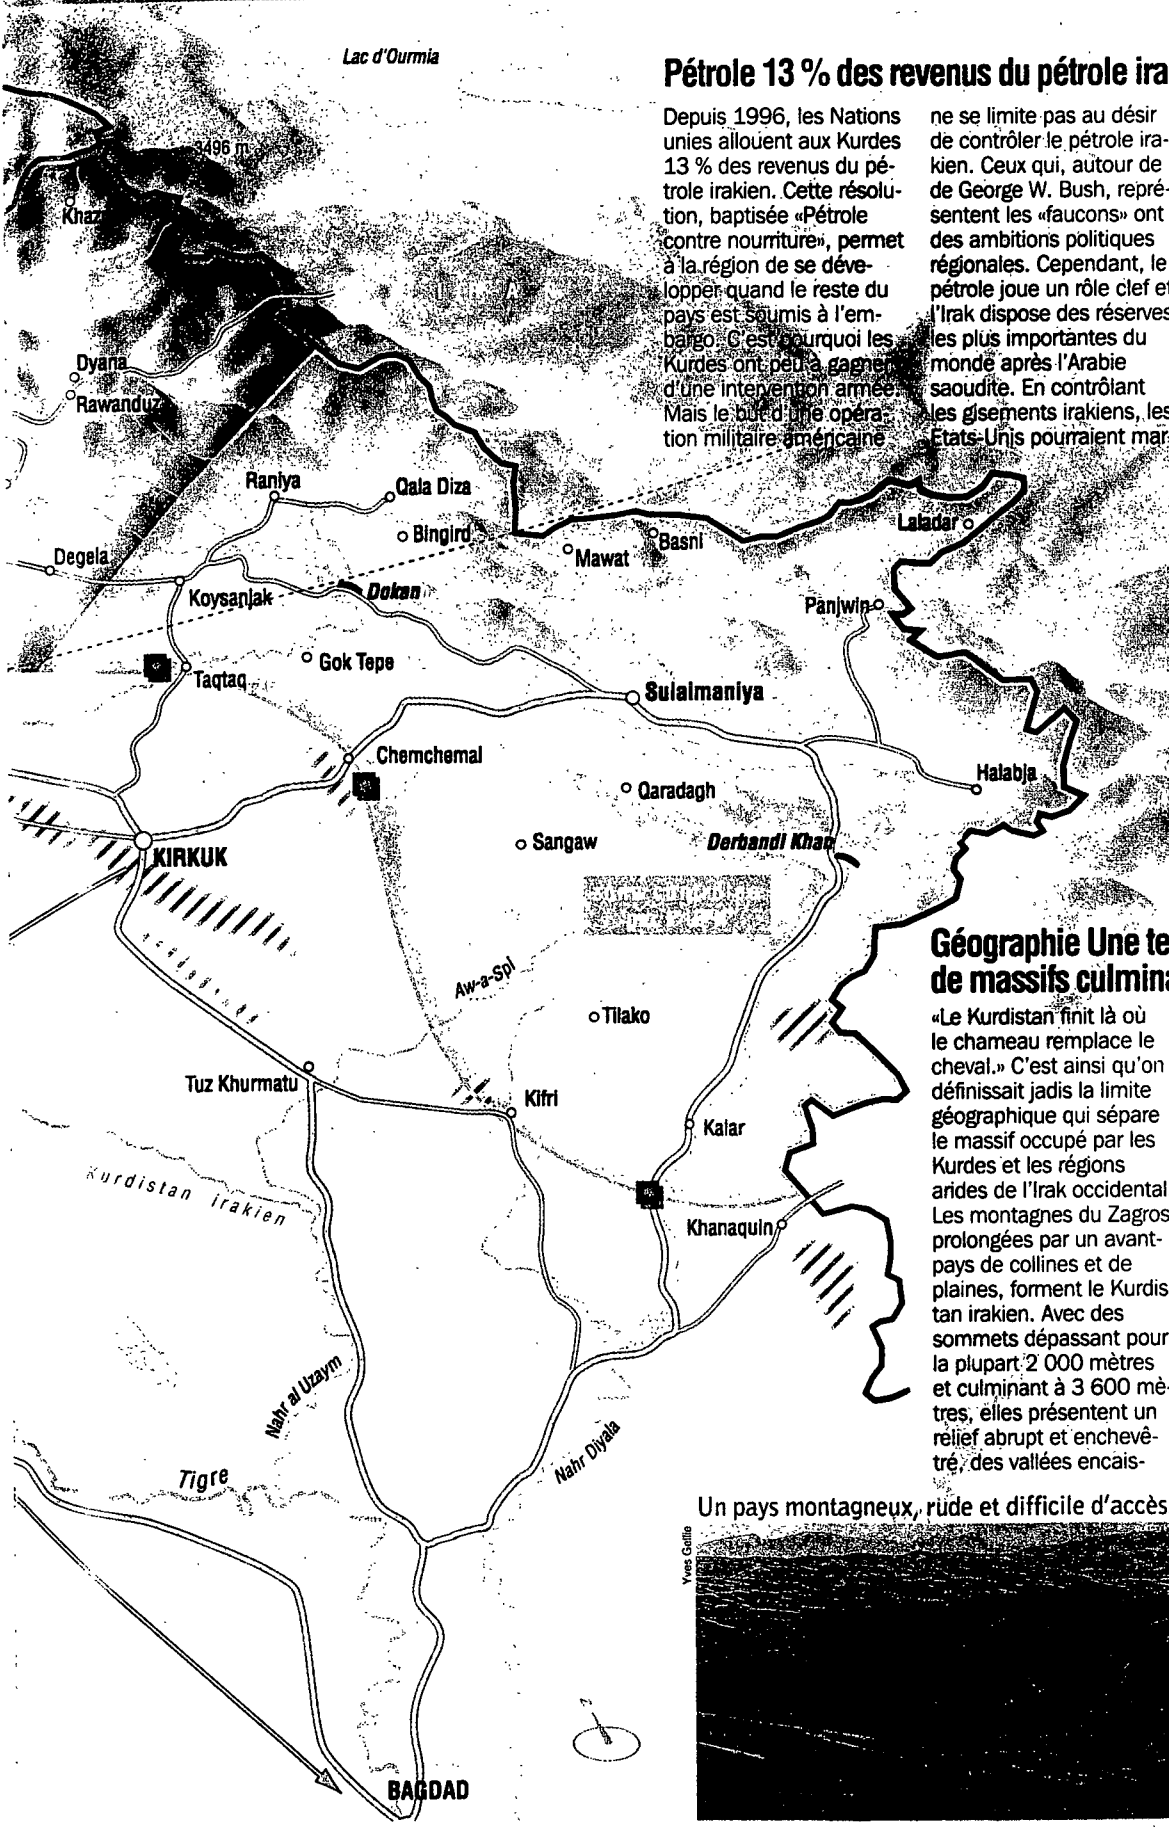 Lac d'Ourmia
Pétrole 13 % des revenus du pétrole ira
Depuis 1996, les Nations
unies allouent aux Kurdes
13 % des revenus du pé-
trole irakien. Cette résolu-
tion, baptisée «Pétrole
contre nourriture», permet
à la région de se déve-
lopper quand le reste du
pays est soumis à l'em-
bargo. C'est pourquoi les
Kurdes ont peu à gagner
d'une intervention armée.
Mais le but d'une opéra-
tion militaire américaine
ne se limite pas au désir
de contrôler le pétrole ira-
kien. Ceux qui, autour de
de George W. Bush, repré-
sentent les «faucons» ont
des ambitions politiques
régionales. Cependant, le
pétrole joue un rôle clef et
l'Irak dispose des réserves
les plus importantes du
monde après l'Arabie
saoudite. En contrôlant
les gisements irakiens, les
Etats-Unis pourraient mar
3496 m
Khaz
Dyana
Rawanduz
Raniya
Qala Diza
Bingird
Degela
Koysanjak
Dokan
Mawat
Basni
Laladar
Panjwin
Taqtaq
Gok Tepe
Sulaimaniya
Chemchemal
Qaradagh
Halabja
KIRKUK
Sangaw
Derbandi Khan
Aw-a-Spi
Tilako
Tuz Khurmatu
Kifri
Kalar
Kurdistan irakien
Khanaquin
Nahr al Uzaym
Nahr Diyala
Tigre
BAGDAD
Géographie Une te
de massifs culmina
«Le Kurdistan finit là où
le chameau remplace le
cheval.» C'est ainsi qu'on
définissait jadis la limite
géographique qui sépare
le massif occupé par les
Kurdes et les régions
arides de l'Irak occidental
Les montagnes du Zagros
prolongées par un avant-
pays de collines et de
plaines, forment le Kurdis
tan irakien. Avec des
sommets dépassant pour
la plupart 2 000 mètres
et culminant à 3 600 mè-
tres, elles présentent un
relief abrupt et enchevê-
tré, des vallées encais-
Un pays montagneux, rude et difficile d'accès
Yves Gellie